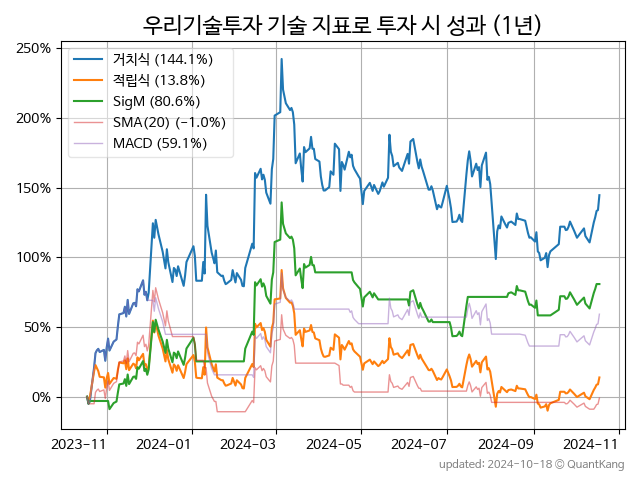 우리기술투자 기술 지표로 투자 시 성과 (1년)
250%
200%
150%
100%
50%
0%
거치식 (144.1%)
적립식 (13.8%)
SigM (80.6%)
SMA(20) (-1.0%)
MACD (59.1%)
2023-11 2024-01 2024-03 2024-05 2024-07 2024-09 2024-11
updated: 2024-10-18 © QuantKang